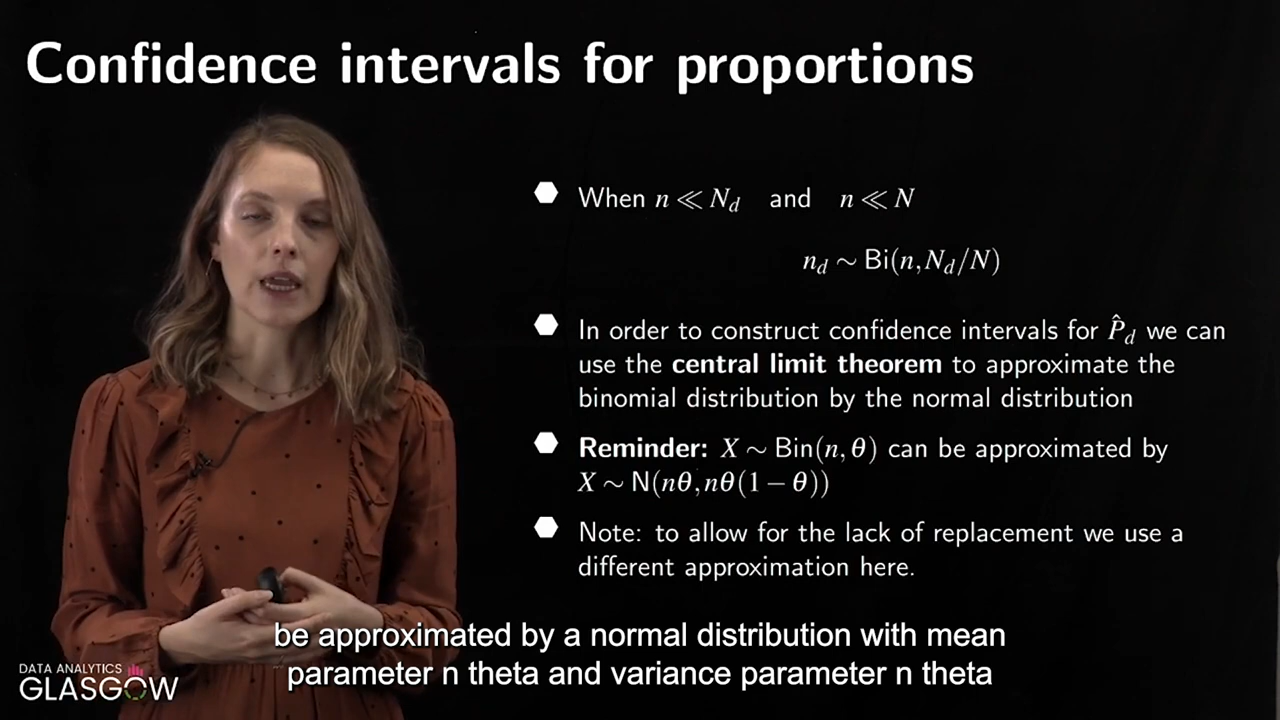 Confidence intervals for proportions
When n ≪ N_d and n ≪ N
n_d ∼ Bi(n, N_d/N)
In order to construct confidence intervals for P̂_d we can
use the central limit theorem to approximate the
binomial distribution by the normal distribution
Reminder: X ∼ Bin(n, θ) can be approximated by
X ∼ N(nθ, nθ(1 − θ))
Note: to allow for the lack of replacement we use a
different approximation here.
be approximated by a normal distribution with mean
parameter n theta and variance parameter n theta
DATA ANALYTICS
GLASGOW